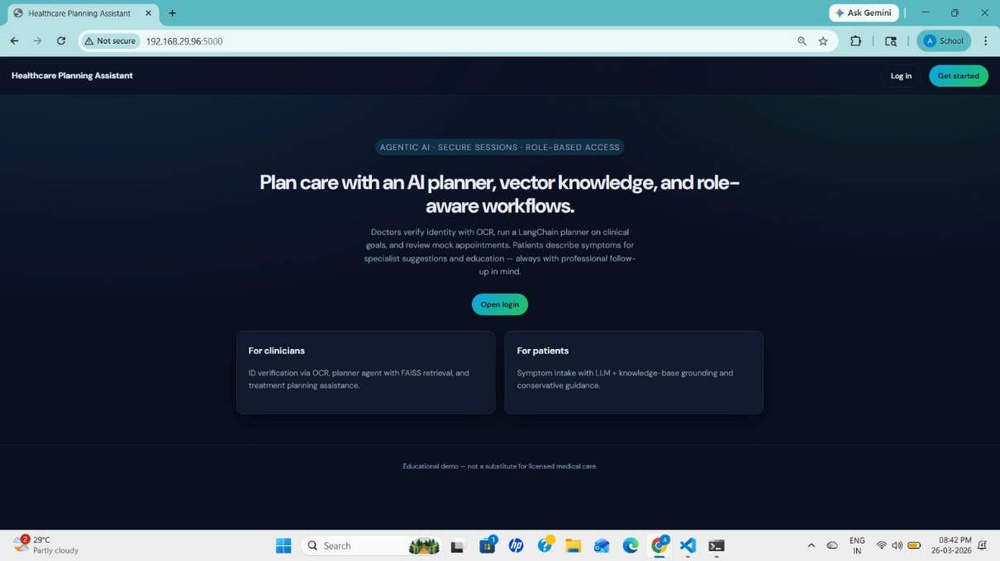 Healthcare Planning Assistant
Ask Gemini
Not secure
192.168.29.96:5000
A
School
Healthcare Planning Assistant
Log in
Get started
AGENTIC AI · SECURE SESSIONS · ROLE-BASED ACCESS
Plan care with an AI planner, vector knowledge, and role-
aware workflows.
Doctors verify identity with OCR, run a LangChain planner on clinical
goals, and review mock appointments. Patients describe symptoms for
specialist suggestions and education — always with professional follow-
up in mind.
Open login
For clinicians
ID verification via OCR, planner agent with FAISS retrieval, and
treatment planning assistance.
For patients
Symptom intake with LLM + knowledge-base grounding and
conservative guidance.
Educational demo — not a substitute for licensed medical care.
2
29°C
Partly cloudy
Search
1
hp
A
ENG
IN
08:42 PM
26-03-2026